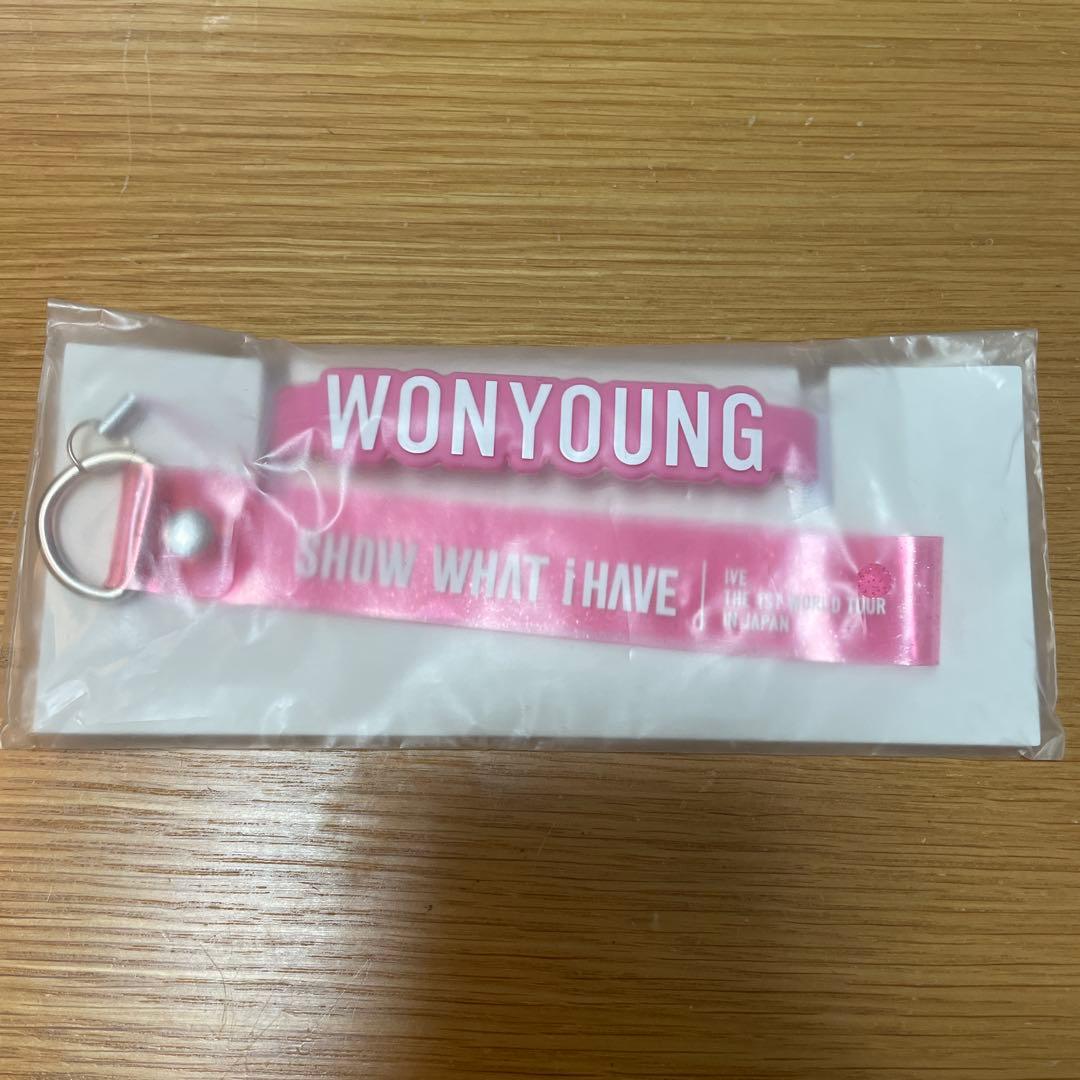 WONYOUNG
SHOW WHAT i HAVE
IVE
THE 1ST WORLD TOUR
IN JAPAN